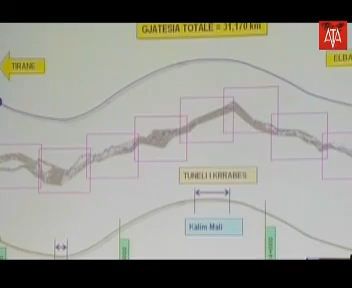 GJATESIA TOTALE = 31,170 km
TIRANE
ELBA
ATA
TUNELI I KRRABES
Kalim Mali